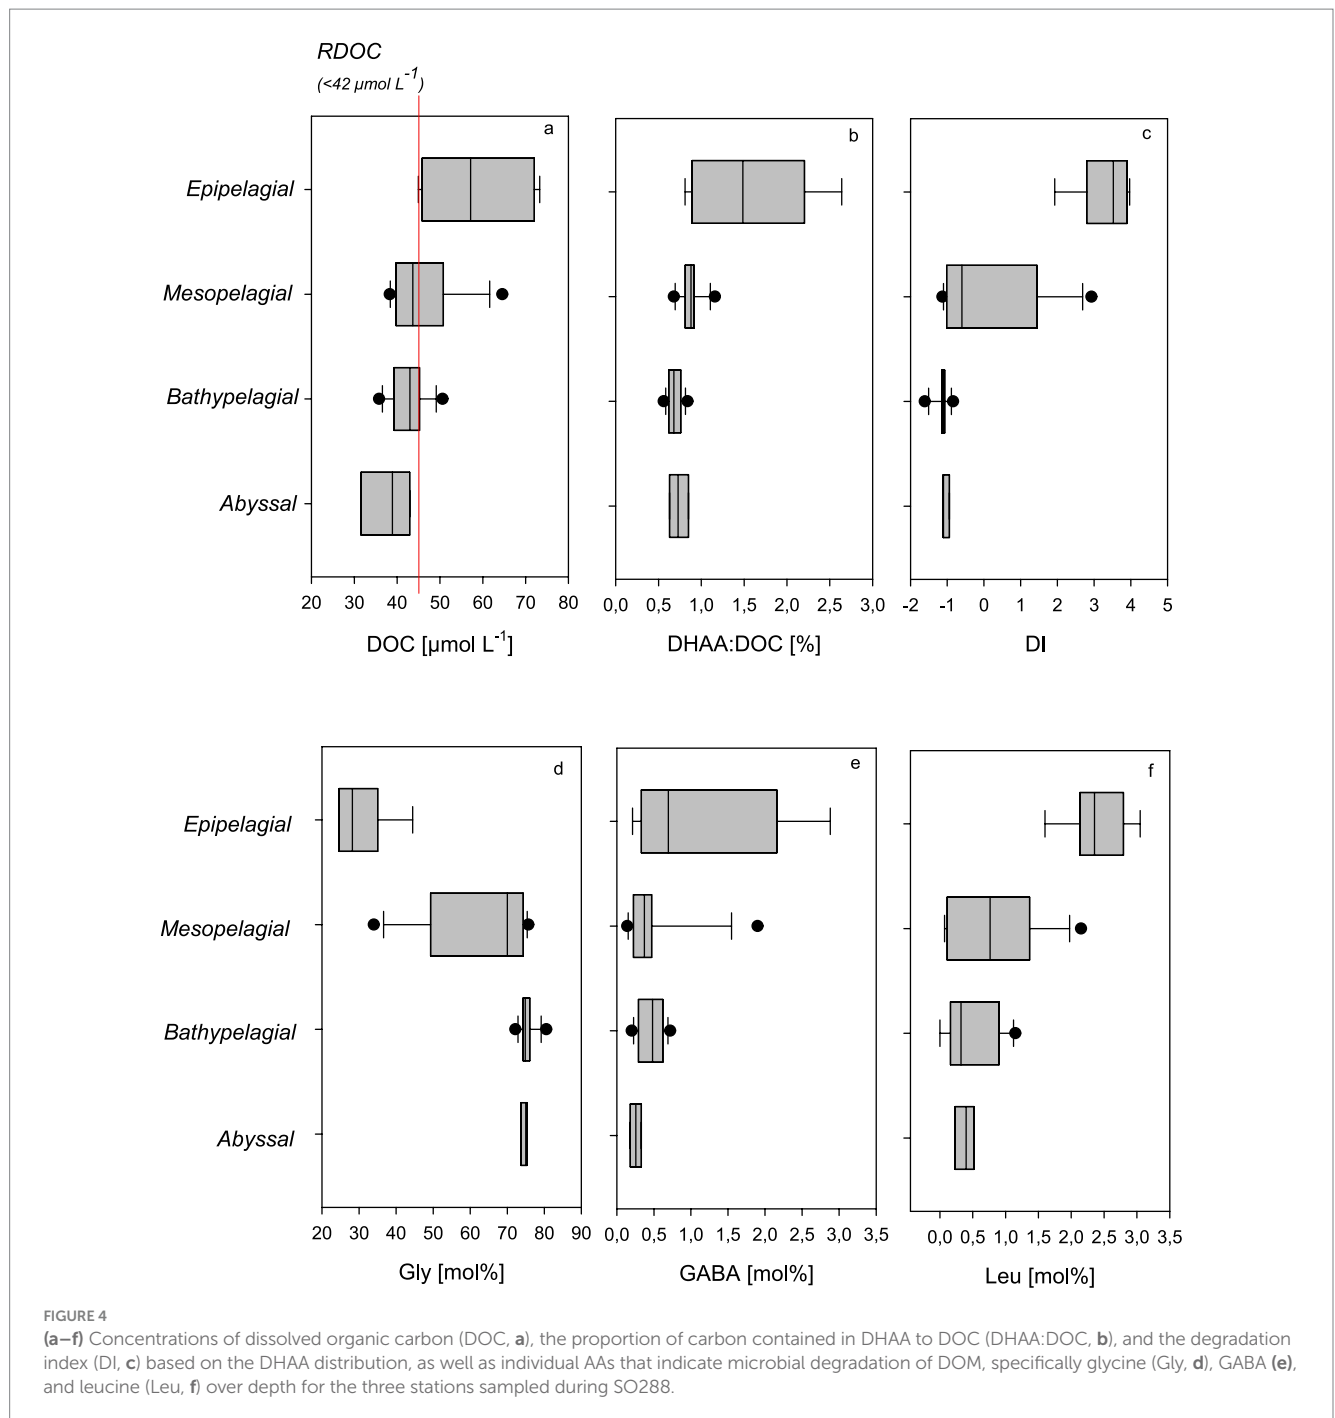 RDOC
(<42 µmol L-1)
a
b
c
Epipelagial
Mesopelagial
Bathypelagial
Abyssal
20 30 40 50 60 70 80
0,0 0,5 1,0 1,5 2,0 2,5 3,0
-2 -1 0 1 2 3 4 5
DOC [µmol L-1]
DHAA:DOC [%]
DI
d
e
f
Epipelagial
Mesopelagial
Bathypelagial
Abyssal
20 30 40 50 60 70 80 90
0,0 0,5 1,0 1,5 2,0 2,5 3,0 3,5
0,0 0,5 1,0 1,5 2,0 2,5 3,0 3,5
Gly [mol%]
GABA [mol%]
Leu [mol%]
FIGURE 4
(a–f) Concentrations of dissolved organic carbon (DOC, a), the proportion of carbon contained in DHAA to DOC (DHAA:DOC, b), and the degradation
index (DI, c) based on the DHAA distribution, as well as individual AAs that indicate microbial degradation of DOM, specifically glycine (Gly, d), GABA (e),
and leucine (Leu, f) over depth for the three stations sampled during SO288.